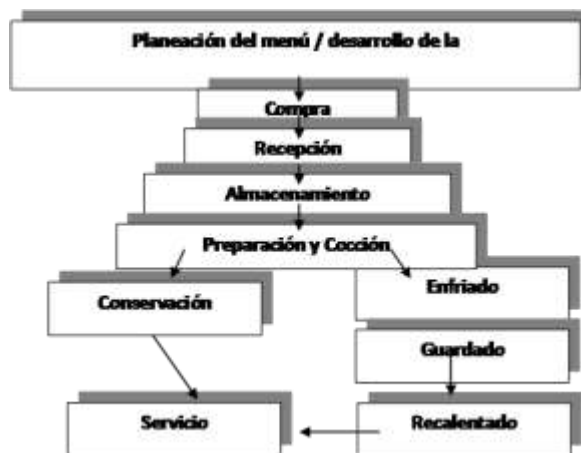 Planeación del menú / desarrollo de la
Compra
Recepción
Almacenamiento
Preparación y Cocción
Conservación
Enfriado
Guardado
Servicio
Recalentado